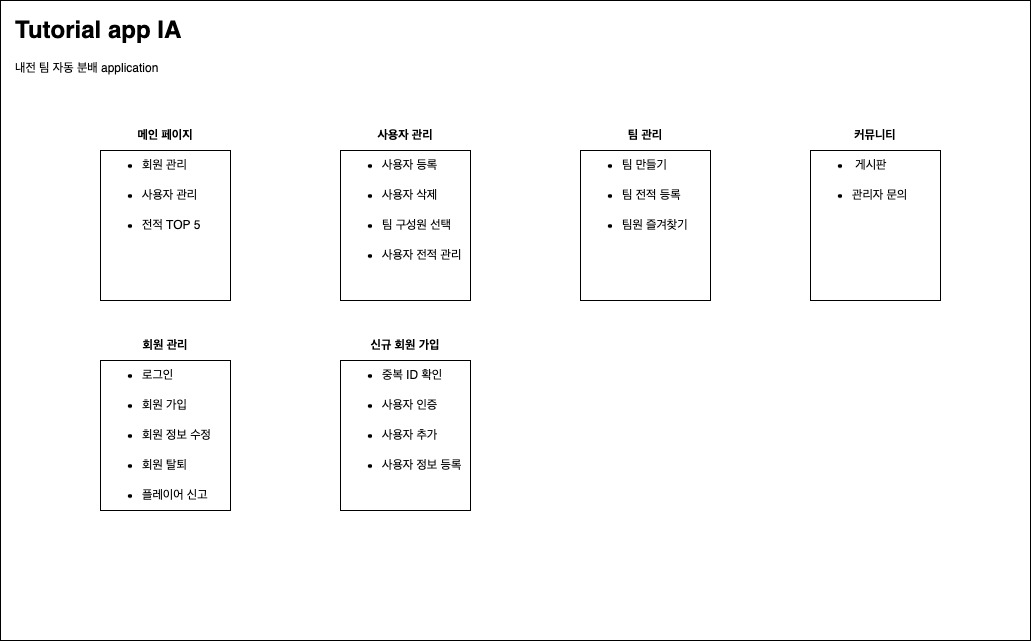 Tutorial app IA
내전 팀 자동 분배 application
메인 페이지
회원 관리
사용자 관리
전적 TOP 5
사용자 관리
사용자 등록
사용자 삭제
팀 구성원 선택
사용자 전적 관리
팀 관리
팀 만들기
팀 전적 등록
팀원 즐겨찾기
커뮤니티
게시판
관리자 문의
회원 관리
로그인
회원 가입
회원 정보 수정
회원 탈퇴
플레이어 신고
신규 회원 가입
중복 ID 확인
사용자 인증
사용자 추가
사용자 정보 등록